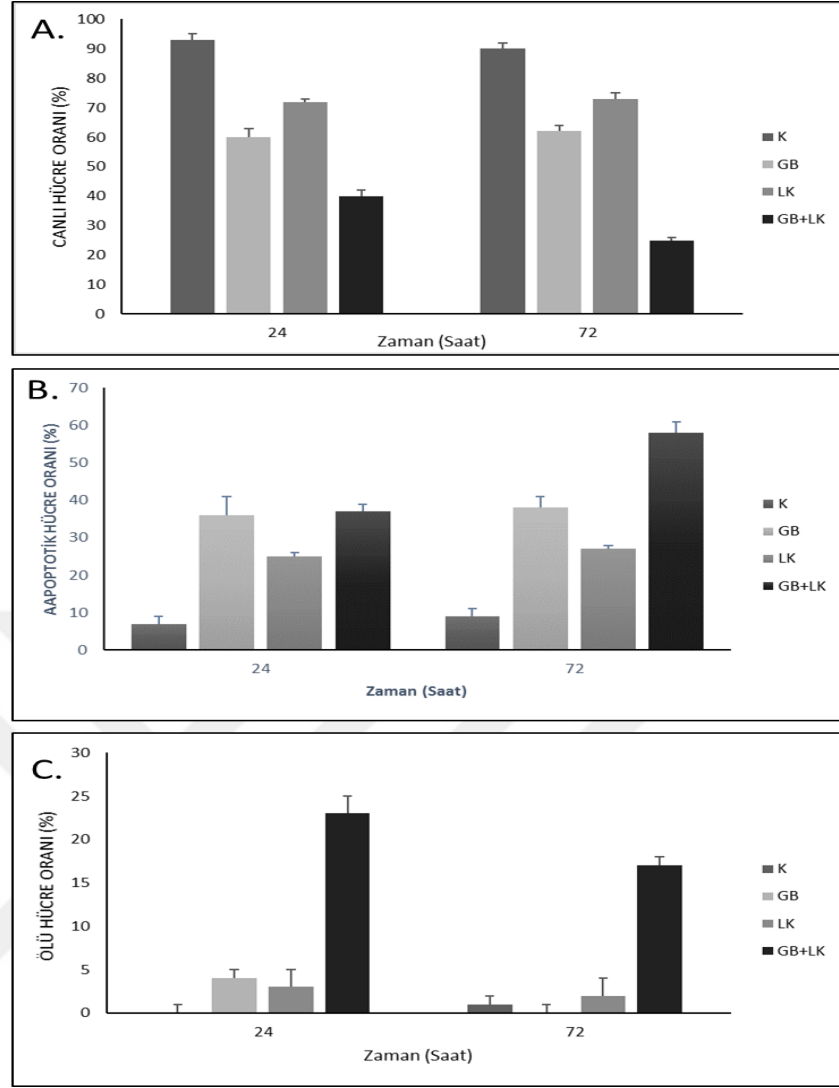 A.
CANLI HÜCRE ORANI (%)
100
90
80
70
60
50
40
30
20
10
0
24
72
Zaman (Saat)
K
GB
LK
GB+LK
B.
AAPOPTOTİK HÜCRE ORANI (%)
70
60
50
40
30
20
10
0
24
72
Zaman (Saat)
K
GB
LK
GB+LK
C.
ÖLÜ HÜCRE ORANI (%)
30
25
20
15
10
5
0
24
72
Zaman (Saat)
K
GB
LK
GB+LK